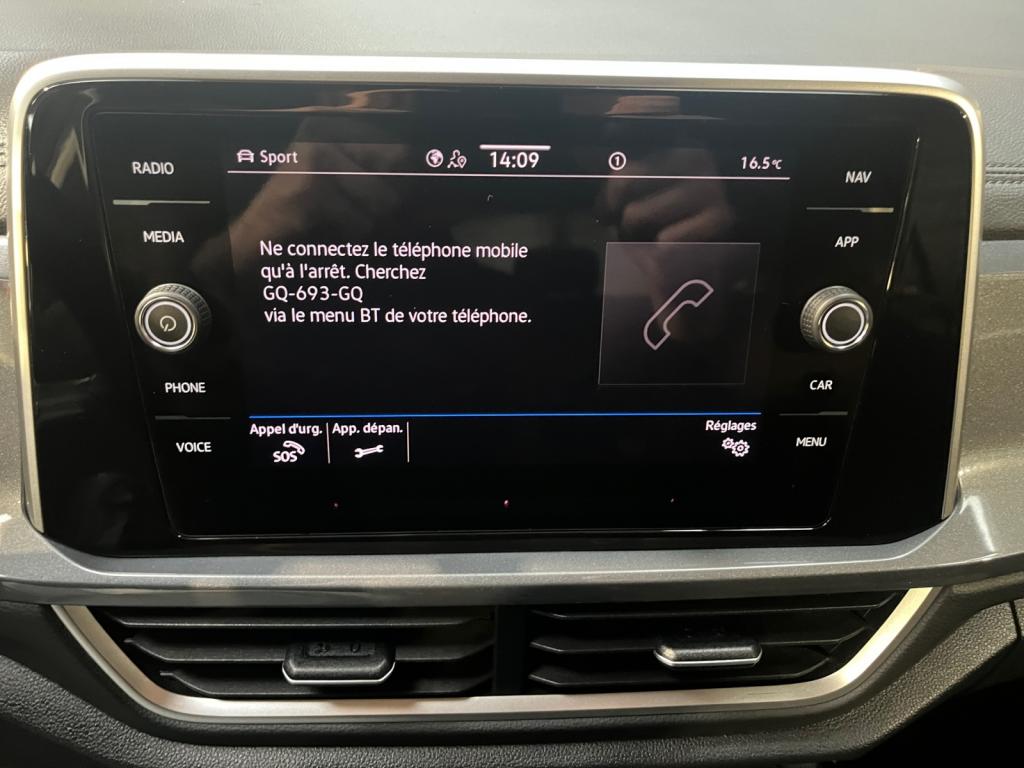 RADIO
Sport
14:09
1
16.5°C
NAV
MEDIA
APP
Ne connectez le téléphone mobile
qu'à l'arrêt. Cherchez
GQ-693-GQ
via le menu BT de votre téléphone.
PHONE
CAR
VOICE
Appel d'urg.
App. dépan.
Réglages
SOS
MENU